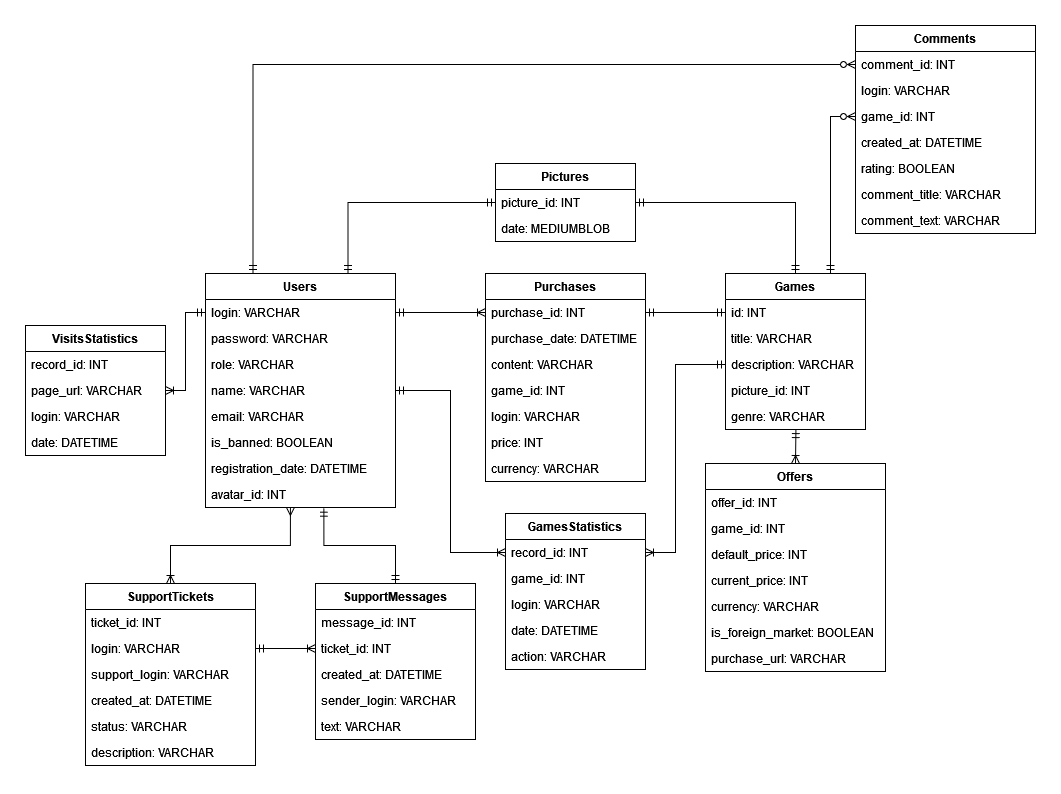 Comments
comment_id: INT
login: VARCHAR
game_id: INT
created_at: DATETIME
rating: BOOLEAN
comment_title: VARCHAR
comment_text: VARCHAR
Pictures
picture_id: INT
date: MEDIUMBLOB
Users
login: VARCHAR
password: VARCHAR
role: VARCHAR
name: VARCHAR
email: VARCHAR
is_banned: BOOLEAN
registration_date: DATETIME
avatar_id: INT
Purchases
purchase_id: INT
purchase_date: DATETIME
content: VARCHAR
game_id: INT
login: VARCHAR
price: INT
currency: VARCHAR
Games
id: INT
title: VARCHAR
description: VARCHAR
picture_id: INT
genre: VARCHAR
VisitsStatistics
record_id: INT
page_url: VARCHAR
login: VARCHAR
date: DATETIME
Offers
offer_id: INT
game_id: INT
default_price: INT
current_price: INT
currency: VARCHAR
is_foreign_market: BOOLEAN
purchase_url: VARCHAR
GamesStatistics
record_id: INT
game_id: INT
login: VARCHAR
date: DATETIME
action: VARCHAR
SupportTickets
ticket_id: INT
login: VARCHAR
support_login: VARCHAR
created_at: DATETIME
status: VARCHAR
description: VARCHAR
SupportMessages
message_id: INT
ticket_id: INT
created_at: DATETIME
sender_login: VARCHAR
text: VARCHAR